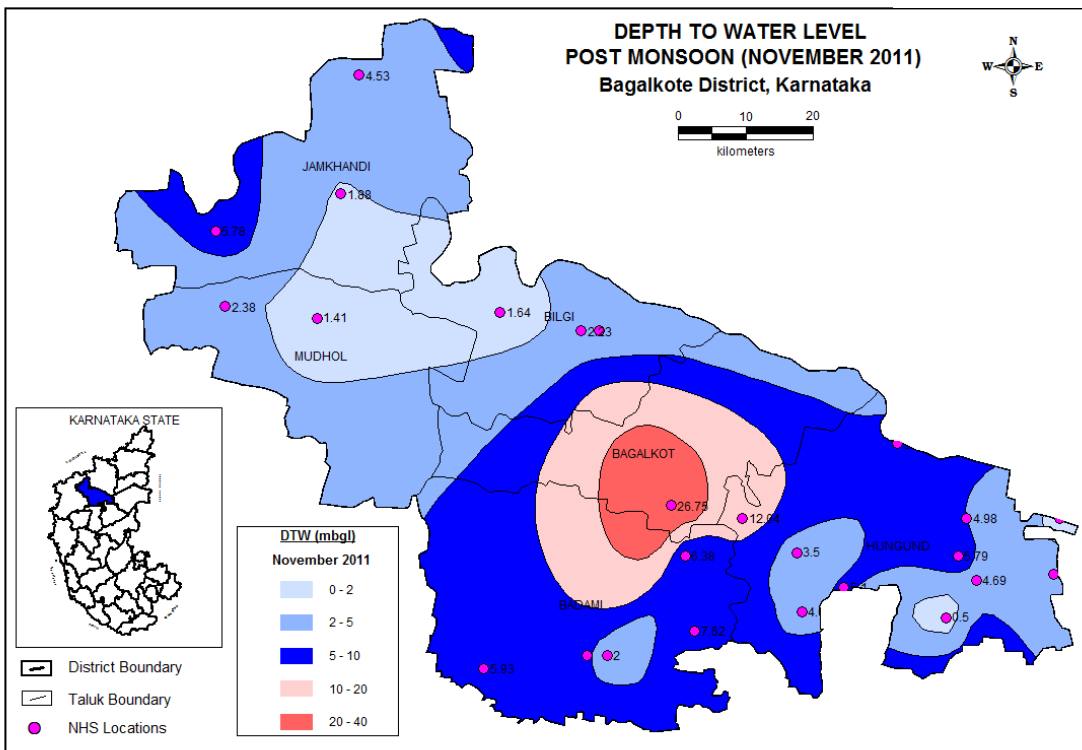 DEPTH TO WATER LEVEL
POST MONSOON (NOVEMBER 2011)
Bagalkote District, Karnataka
N
W E
S
0 10 20
kilometers
4.53
JAMKHANDI
1.88
5.78
2.38
1.41
1.64
BILGI
MUDHOL
BAGALKOT
26.75
12.04
4.98
3.5
HUNGUND
6.38
4.69
BADAMI
0.5
7.62
2
5.93
KARNATAKA STATE
DTW (mbgl)
November 2011
0 - 2
2 - 5
5 - 10
10 - 20
20 - 40
District Boundary
Taluk Boundary
NHS Locations